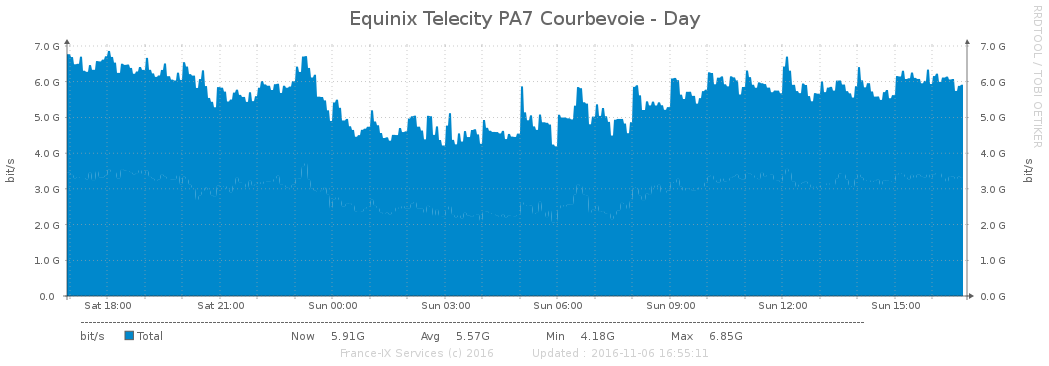 Equinix Telecity PA7 Courbevoie - Day
RRDTOOL / TOBI OETIKER
bit/s
bit/s
7.0 G 7.0 G
6.0 G 6.0 G
5.0 G 5.0 G
4.0 G 4.0 G
3.0 G 3.0 G
2.0 G 2.0 G
1.0 G 1.0 G
0.0 0.0 G
Sat 18:00 Sat 21:00 Sun 00:00 Sun 03:00 Sun 06:00 Sun 09:00 Sun 12:00 Sun 15:00
bit/s Total Now 5.91G Avg 5.57G Min 4.18G Max 6.85G
France-IX Services (c) 2016 Updated : 2016-11-06 16:55:11